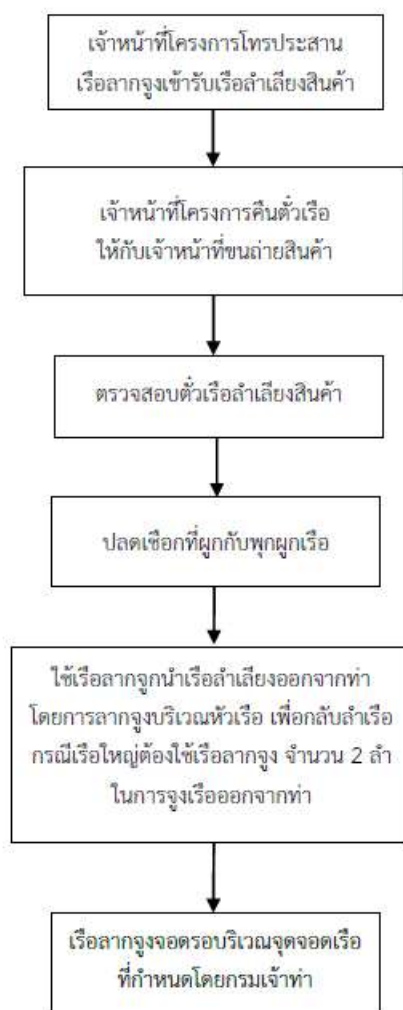 เจ้าหน้าที่โครงการโทรประสาน
เรือลากจูงเข้ารับเรือลำเลียงสินค้า
เจ้าหน้าที่โครงการคืนตั๋วเรือ
ให้กับเจ้าหน้าที่ขนถ่ายสินค้า
ตรวจสอบตั๋วเรือลำเลียงสินค้า
ปลดเชือกที่ผูกกับพุกผูกเรือ
ใช้เรือลากจูกนำเรือลำเลียงออกจากท่า
โดยการลากจูงบริเวณหัวเรือ เพื่อกลับลำเรือ
กรณีเรือใหญ่ต้องใช้เรือลากจูง จำนวน 2 ลำ
ในการจูงเรือออกจากท่า
เรือลากจูงจอดรอบริเวณจุดจอดเรือ
ที่กำหนดโดยกรมเจ้าท่า